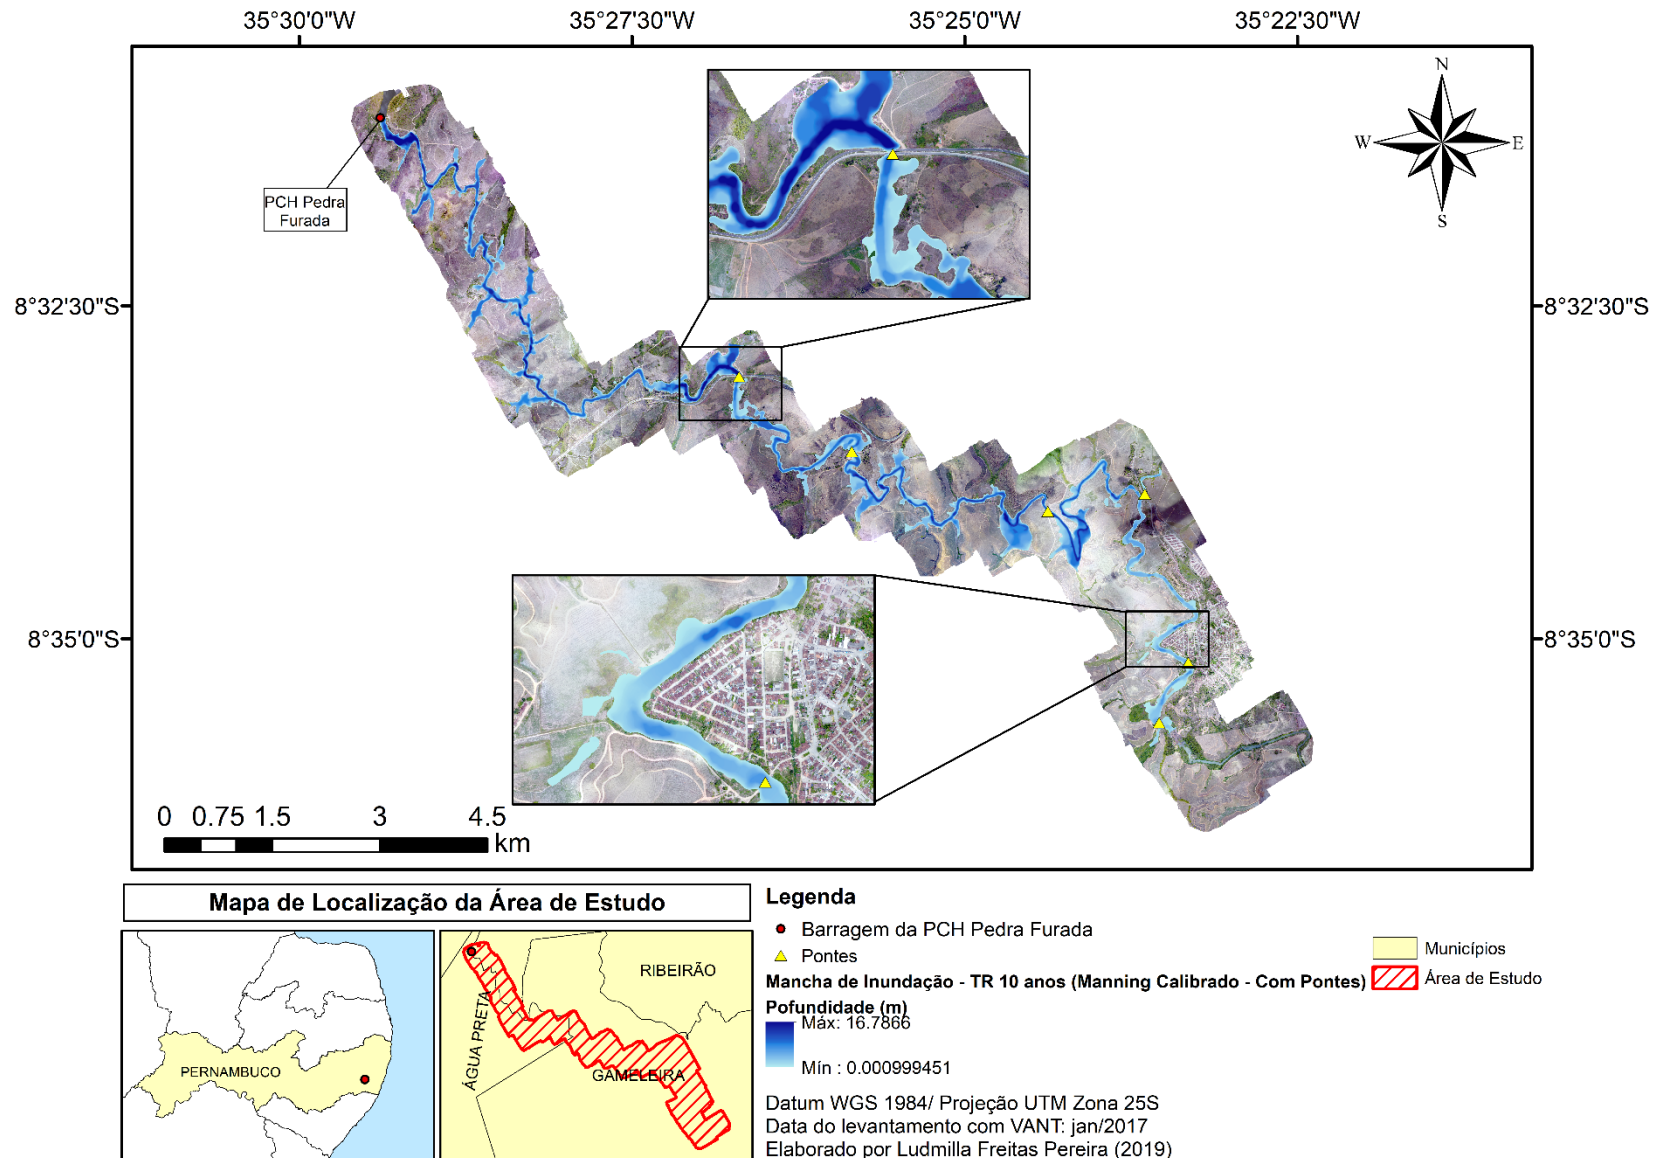 35°30'0"W
35°27'30"W
35°25'0"W
35°22'30"W
N
W
E
S
PCH Pedra
Furada
8°32'30"S
8°32'30"S
8°35'0"S
8°35'0"S
0 0.75 1.5 3 4.5
km
Mapa de Localização da Área de Estudo
PERNAMBUCO
RIBEIRÃO
ÁGUA PRETA
GAMELEIRA
Legenda
Barragem da PCH Pedra Furada
Pontes
Mancha de Inundação - TR 10 anos (Manning Calibrado - Com Pontes)
Pofundidade (m)
Máx: 16.7866
Mín : 0.000999451
Municípios
Área de Estudo
Datum WGS 1984/ Projeção UTM Zona 25S
Data do levantamento com VANT: jan/2017
Elaborado por Ludmilla Freitas Pereira (2019)